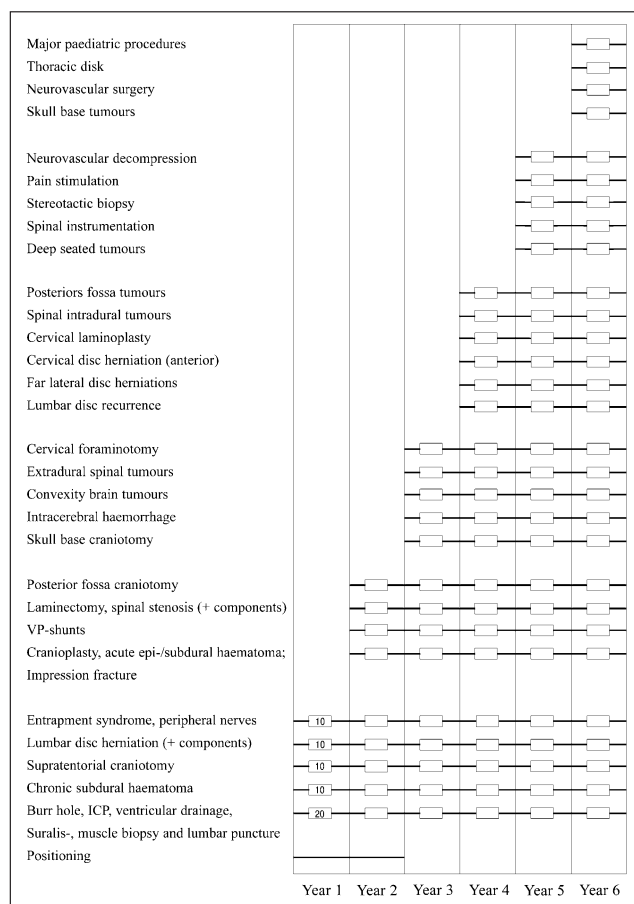 Major paediatric procedures
Thoracic disk
Neurovascular surgery
Skull base tumours
Neurovascular decompression
Pain stimulation
Stereotactic biopsy
Spinal instrumentation
Deep seated tumours
Posteriors fossa tumours
Spinal intradural tumours
Cervical laminoplasty
Cervical disc herniation (anterior)
Far lateral disc herniations
Lumbar disc recurrence
Cervical foraminotomy
Extradural spinal tumours
Convexity brain tumours
Intracerebral haemorrhage
Skull base craniotomy
Posterior fossa craniotomy
Laminectomy, spinal stenosis (+ components)
VP-shunts
Cranioplasty, acute epi-/subdural haematoma;
Impression fracture
Entrapment syndrome, peripheral nerves 10
Lumbar disc herniation (+ components) 10
Supratentorial craniotomy 10
Chronic subdural haematoma 10
Burr hole, ICP, ventricular drainage, 20
Suralis-, muscle biopsy and lumbar puncture
Positioning
Year 1 Year 2 Year 3 Year 4 Year 5 Year 6